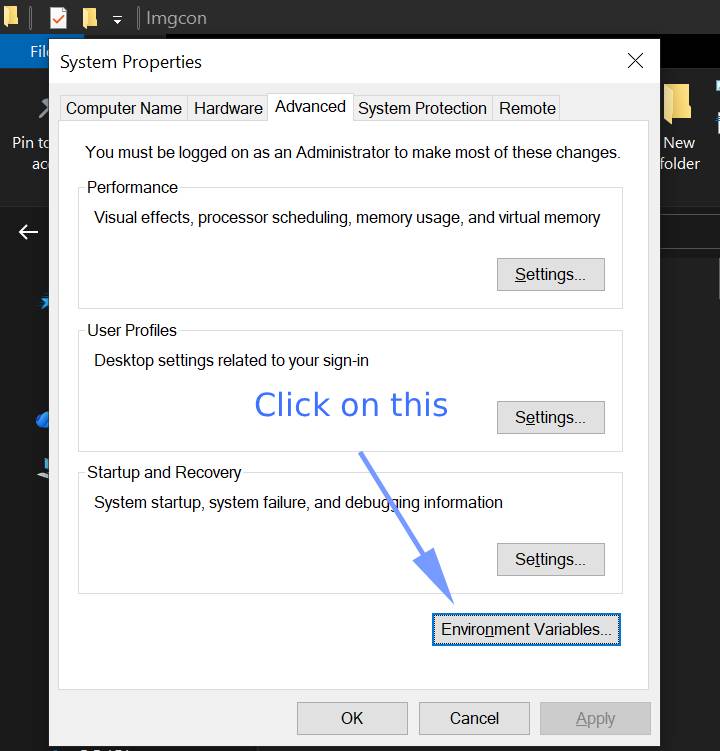 Imgcon
Fil
System Properties
Computer Name Hardware Advanced System Protection Remote
Pin to
acc
New
folder
You must be logged on as an Administrator to make most of these changes.
Performance
Visual effects, processor scheduling, memory usage, and virtual memory
Settings...
User Profiles
Desktop settings related to your sign-in
Click on this
Settings...
Startup and Recovery
System startup, system failure, and debugging information
Settings...
Environment Variables...
OK Cancel Apply